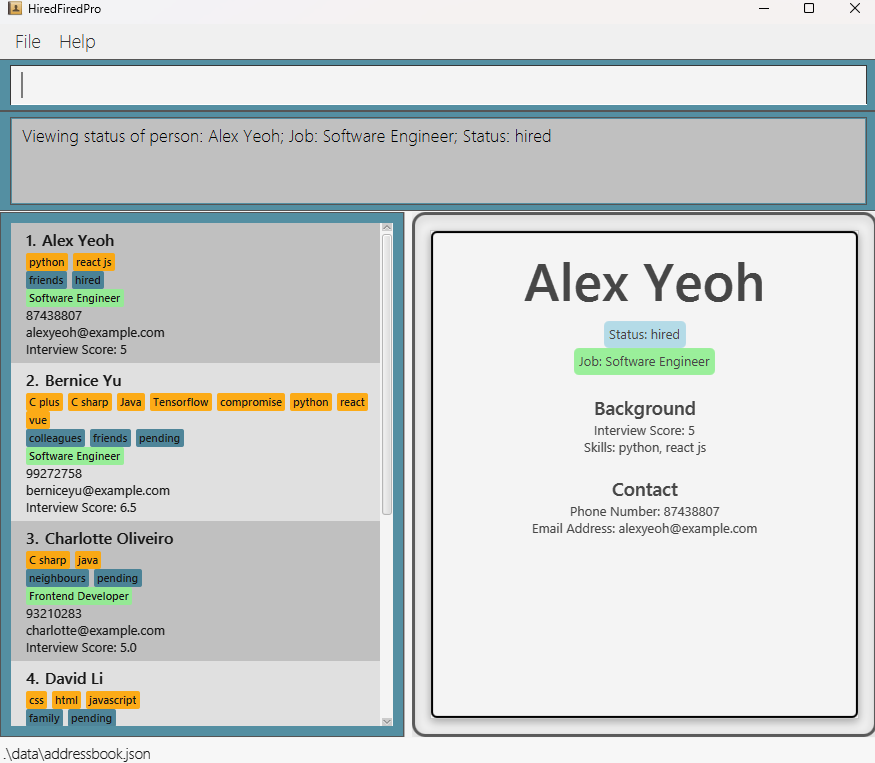 HiredFiredPro
File Help
Viewing status of person: Alex Yeoh; Job: Software Engineer; Status: hired
1. Alex Yeoh
python react js
friends hired
Software Engineer
87438807
alexyeoh@example.com
Interview Score: 5
2. Bernice Yu
C plus C sharp Java Tensorflow compromise python react
vue
colleagues friends pending
Software Engineer
99272758
berniceyu@example.com
Interview Score: 6.5
3. Charlotte Oliveiro
C sharp java
neighbours pending
Frontend Developer
93210283
charlotte@example.com
Interview Score: 5.0
4. David Li
css html javascript
family pending
Alex Yeoh
Status: hired
Job: Software Engineer
Background
Interview Score: 5
Skills: python, react js
Contact
Phone Number: 87438807
Email Address: alexyeoh@example.com
.\data\addressbook.json